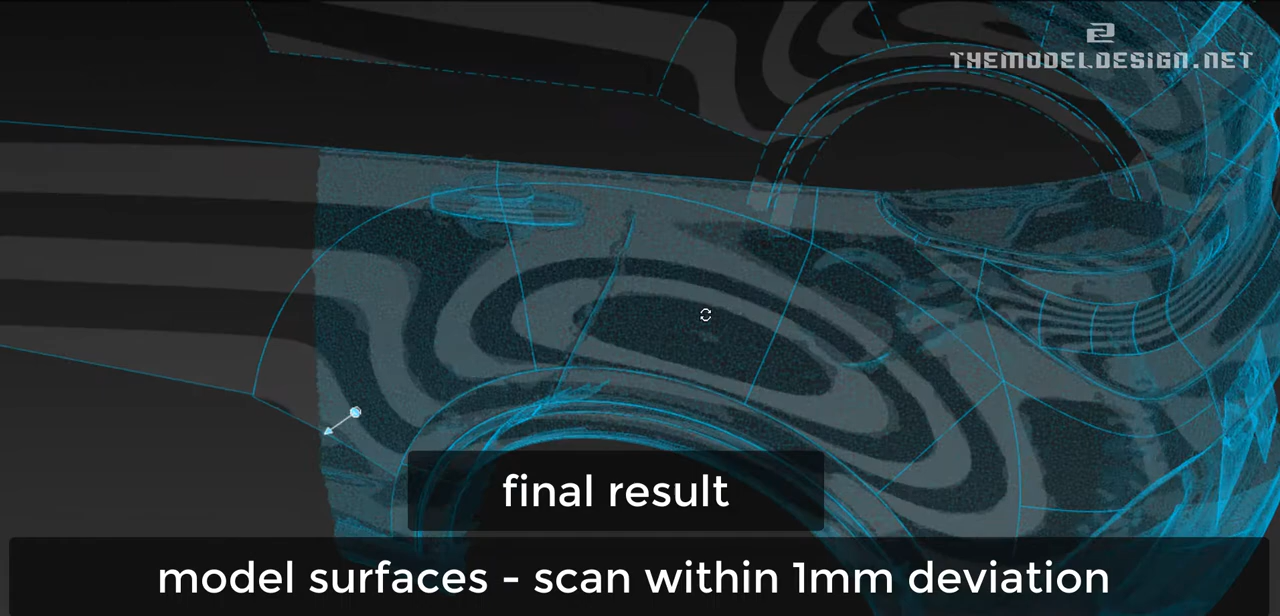 THEMODELDESIGN.NET
final result
model surfaces - scan within 1mm deviation